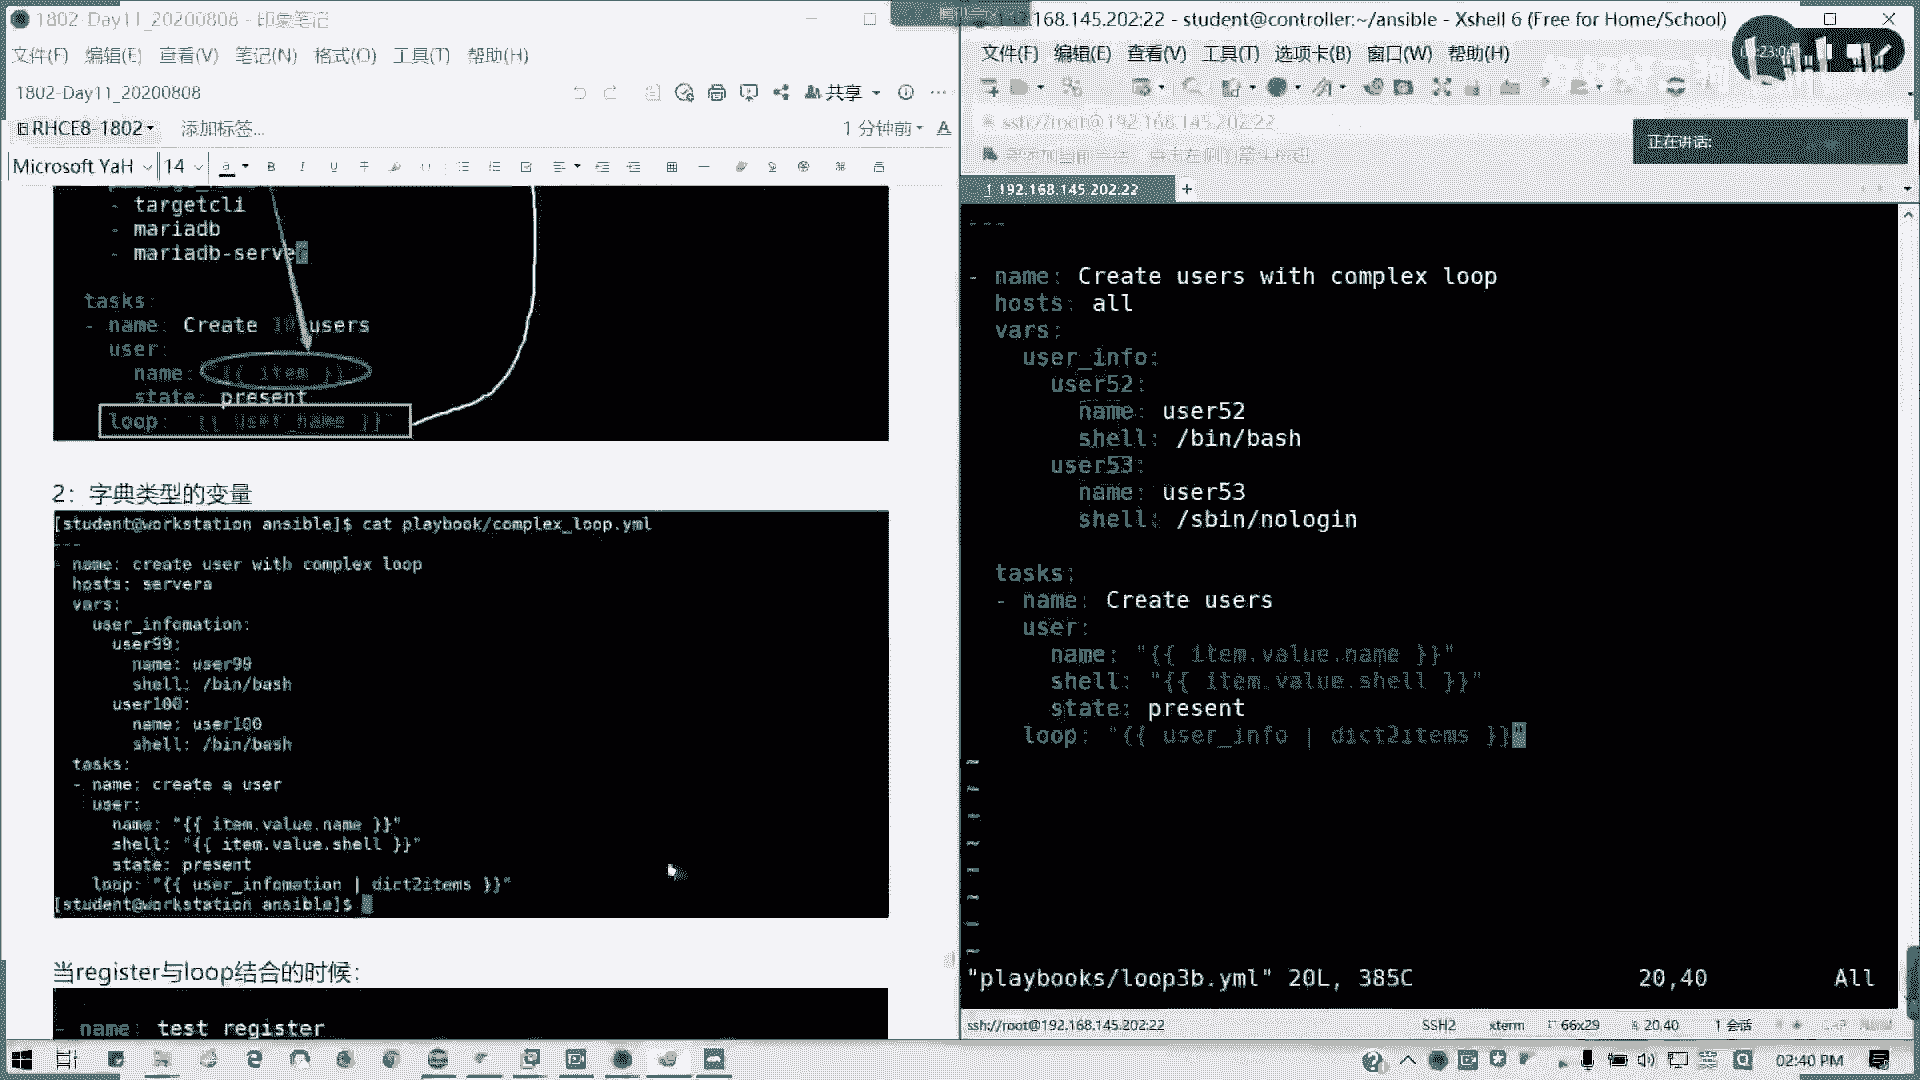 1802-Day11_20200808 - 印象笔记
文件(F) 编辑(E) 查看(V) 笔记(N) 格式(O) 工具(T) 帮助(H)
1802-Day11_20200808
共享
RHCE8-1802
添加标签...
1 分钟前
Microsoft YaH 14
- targetcli
- mariadb
- mariadb-serve
tasks:
- name: Create 10 users
user:
name: "{{ item }}"
state: present
loop: "{{ user_name }}"
2：字典类型的变量
[student@workstation ansible]$ cat playbook/complex_loop.yml
---
- name: create user with complex loop
hosts: servera
vars:
user_infomation:
user99:
name: user99
shell: /bin/bash
user100:
name: user100
shell: /bin/bash
tasks:
- name: create a user
user:
name: "{{ item.value.name }}"
shell: "{{ item.value.shell }}"
state: present
loop: "{{ user_infomation | dict2items }}"
[student@workstation ansible]$
当register与loop结合的时候：
- name: test register
192.168.145.202:22 - student@controller:~/ansible - Xshell 6 (Free for Home/School)
文件(F) 编辑(E) 查看(V) 工具(T) 选项卡(B) 窗口(W) 帮助(H)
ssh://root@192.168.145.202:22
正在讲话:
1 192.168.145.202:22 +
---
- name: Create users with complex loop
hosts: all
vars:
user_info:
user52:
name: user52
shell: /bin/bash
user53:
name: user53
shell: /sbin/nologin
tasks:
- name: Create users
user:
name: "{{ item.value.name }}"
shell: "{{ item.value.shell }}"
state: present
loop: "{{ user_info | dict2items }}"
~
~
~
~
~
~
~
~
"playbooks/loop3b.yml" 20L, 385C 20,40 All
ssh://root@192.168.145.202:22 SSH2 xterm 66x29 20,40 1 会话
02:40 PM